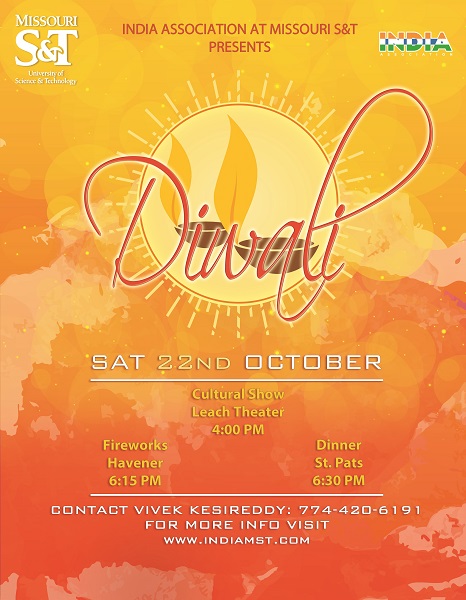 MISSOURI
S&T
University of
Science & Technology
INDIA ASSOCIATION AT MISSOURI S&T
PRESENTS
INDIA
ASSOCIATION
Diwali
SAT 22ND OCTOBER
Cultural Show
Leach Theater
4:00 PM
Fireworks
Havener
6:15 PM
Dinner
St. Pats
6:30 PM
CONTACT VIVEK KESIREDDY: 774-420-6191
FOR MORE INFO VISIT
WWW.INDIAMST.COM